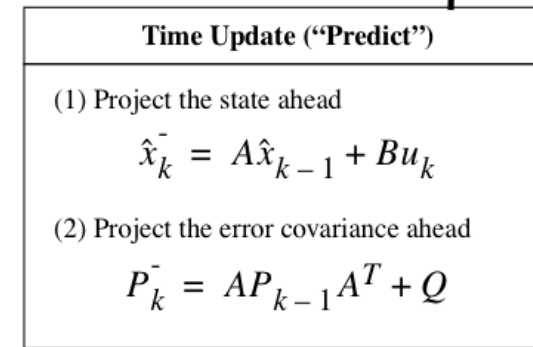 Time Update (“Predict”)
(1) Project the state ahead
x̂⁻ₖ = Ax̂ₖ₋₁ + Buₖ
(2) Project the error covariance ahead
P⁻ₖ = APₖ₋₁Aᵀ + Q